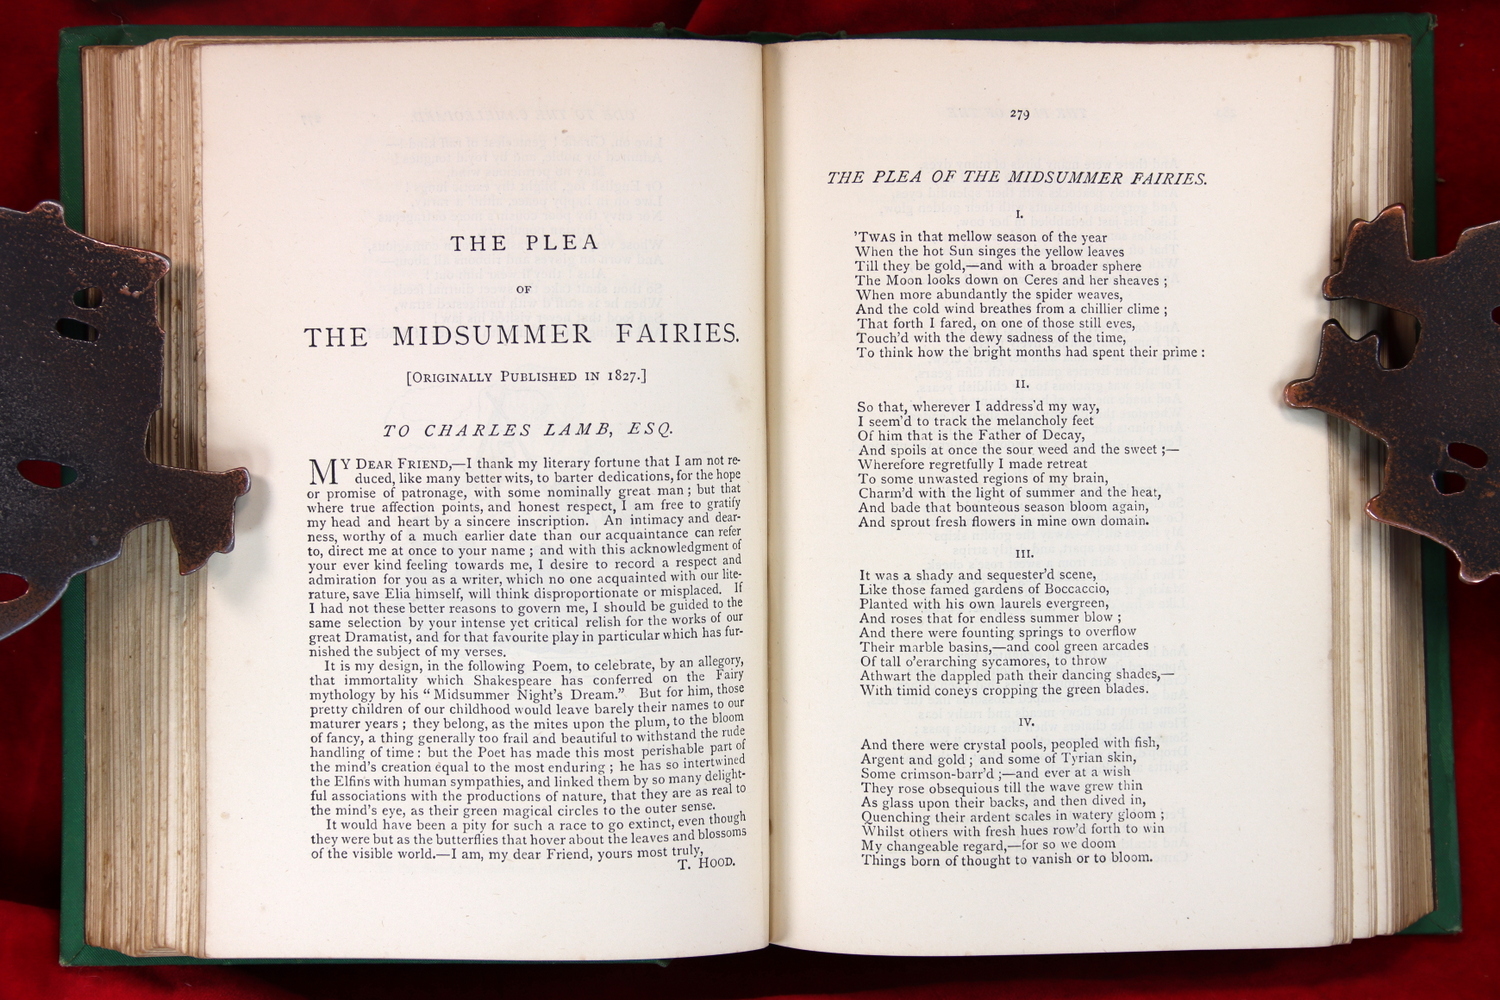 THE PLEA
OF
THE MIDSUMMER FAIRIES.
[ORIGINALLY PUBLISHED IN 1827.]
TO CHARLES LAMB, ESQ.
MY DEAR FRIEND,—I thank my literary fortune that I am not re-
duced, like many better wits, to barter dedications, for the hope
or promise of patronage, with some nominally great man; but that
where true affection points, and honest respect, I am free to gratify
my head and heart by a sincere inscription. An intimacy and dear-
ness, worthy of a much earlier date than our acquaintance can refer
to, direct me at once to your name; and with this acknowledgment of
your ever kind feeling towards me, I desire to record a respect and
admiration for you as a writer, which no one acquainted with our lite-
rature, save Elia himself, will think disproportionate or misplaced. If
I had not these better reasons to govern me, I should be guided to the
same selection by your intense yet critical relish for the works of our
great Dramatist, and for that favourite play in particular which has fur-
nished the subject of my verses.
It is my design, in the following Poem, to celebrate, by an allegory,
that immortality which Shakespeare has conferred on the Fairy
mythology by his “Midsummer Night's Dream.” But for him, those
pretty children of our childhood would leave barely their names to our
maturer years; they belong, as the mites upon the plum, to the bloom
of fancy, a thing generally too frail and beautiful to withstand the rude
handling of time: but the Poet has made this most perishable part of
the mind's creation equal to the most enduring; he has so intertwined
the Elfins with human sympathies, and linked them by so many delight-
ful associations with the productions of nature, that they are as real to
the mind's eye, as their green magical circles to the outer sense.
It would have been a pity for such a race to go extinct, even though
they were but as the butterflies that hover about the leaves and blossoms
of the visible world.—I am, my dear Friend, yours most truly,
T. HOOD.
279
THE PLEA OF THE MIDSUMMER FAIRIES.
I.
'TWAS in that mellow season of the year
When the hot Sun singes the yellow leaves
Till they be gold,—and with a broader sphere
The Moon looks down on Ceres and her sheaves;
When more abundantly the spider weaves,
And the cold wind breathes from a chillier clime;
That forth I fared, on one of those still eves,
Touch'd with the dewy sadness of the time,
To think how the bright months had spent their prime:
II.
So that, wherever I address'd my way,
I seem'd to track the melancholy feet
Of him that is the Father of Decay,
And spoils at once the sour weed and the sweet;—
Wherefore regretfully I made retreat
To some unwasted regions of my brain,
Charm'd with the light of summer and the heat,
And bade that bounteous season bloom again,
And sprout fresh flowers in mine own domain.
III.
It was a shady and sequester'd scene,
Like those famed gardens of Boccaccio,
Planted with his own laurels evergreen,
And roses that for endless summer blow;
And there were founting springs to overflow
Their marble basins,—and cool green arcades
Of tall o'erarching sycamores, to throw
Athwart the dappled path their dancing shades,—
With timid coneys cropping the green blades.
IV.
And there were crystal pools, peopled with fish,
Argent and gold; and some of Tyrian skin,
Some crimson-barr'd;—and ever at a wish
They rose obsequious till the wave grew thin
As glass upon their backs, and then dived in,
Quenching their ardent scales in watery gloom;
Whilst others with fresh hues row'd forth to win
My changeable regard,—for so we doom
Things born of thought to vanish or to bloom.